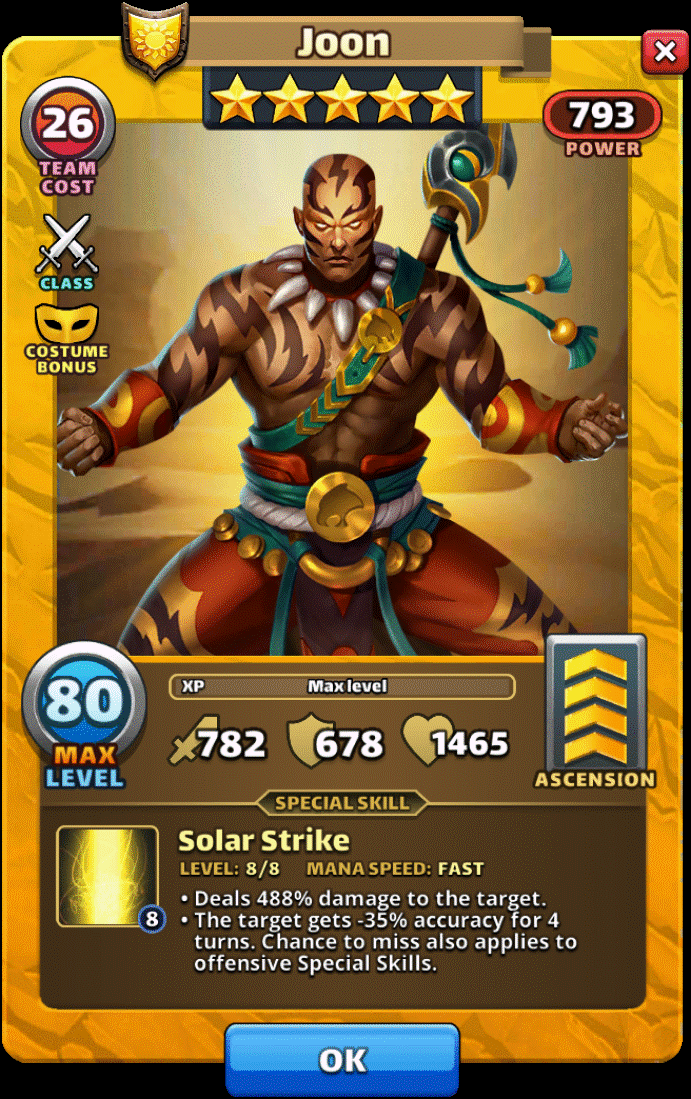 Joon
26
TEAM
COST
793
POWER
CLASS
COSTUME
BONUS
80
MAX
LEVEL
XP Max level
782 678 1465
ASCENSION
SPECIAL SKILL
Solar Strike
LEVEL: 8/8 MANA SPEED: FAST
8
• Deals 488% damage to the target.
• The target gets -35% accuracy for 4
turns. Chance to miss also applies to
offensive Special Skills.
OK